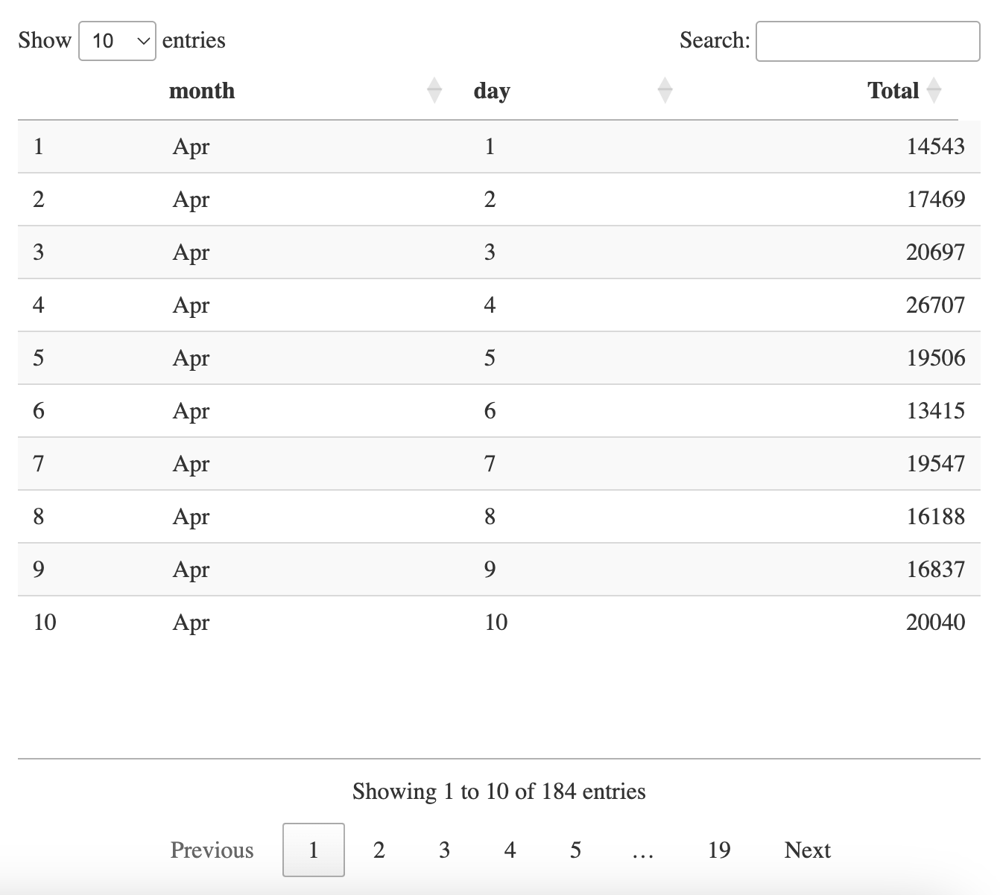 Show 10 entries Search:
month day Total
1 Apr 1 14543
2 Apr 2 17469
3 Apr 3 20697
4 Apr 4 26707
5 Apr 5 19506
6 Apr 6 13415
7 Apr 7 19547
8 Apr 8 16188
9 Apr 9 16837
10 Apr 10 20040
Showing 1 to 10 of 184 entries
Previous 1 2 3 4 5 ... 19 Next